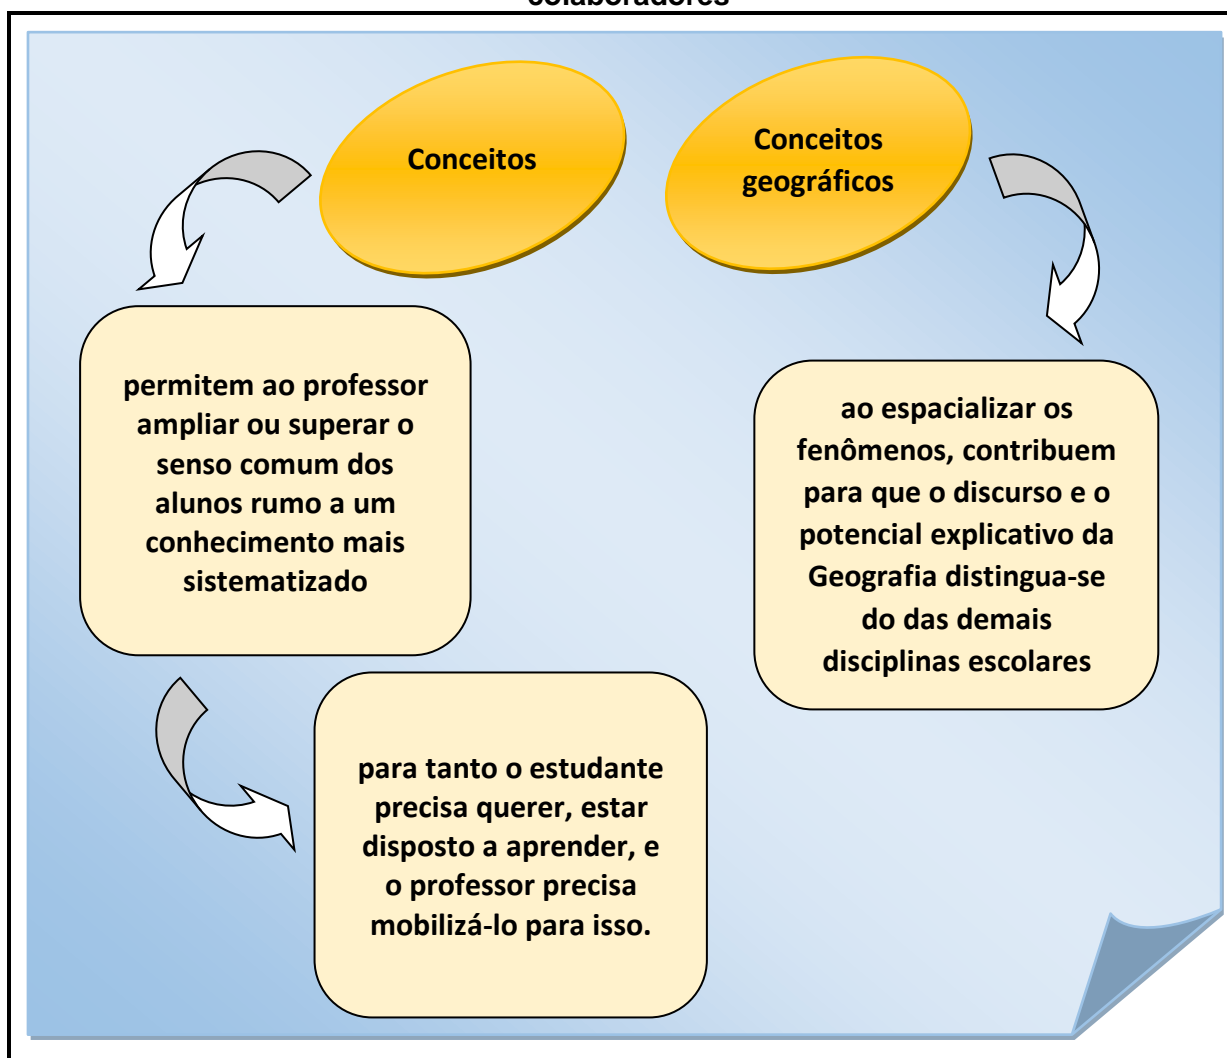 colaboradores
Conceitos
Conceitos
geográficos
permitem ao professor
ampliar ou superar o
senso comum dos
alunos rumo a um
conhecimento mais
sistematizado
ao espacializar os
fenômenos, contribuem
para que o discurso e o
potencial explicativo da
Geografia distingua-se
do das demais
disciplinas escolares
para tanto o estudante
precisa querer, estar
disposto a aprender, e
o professor precisa
mobilizá-lo para isso.